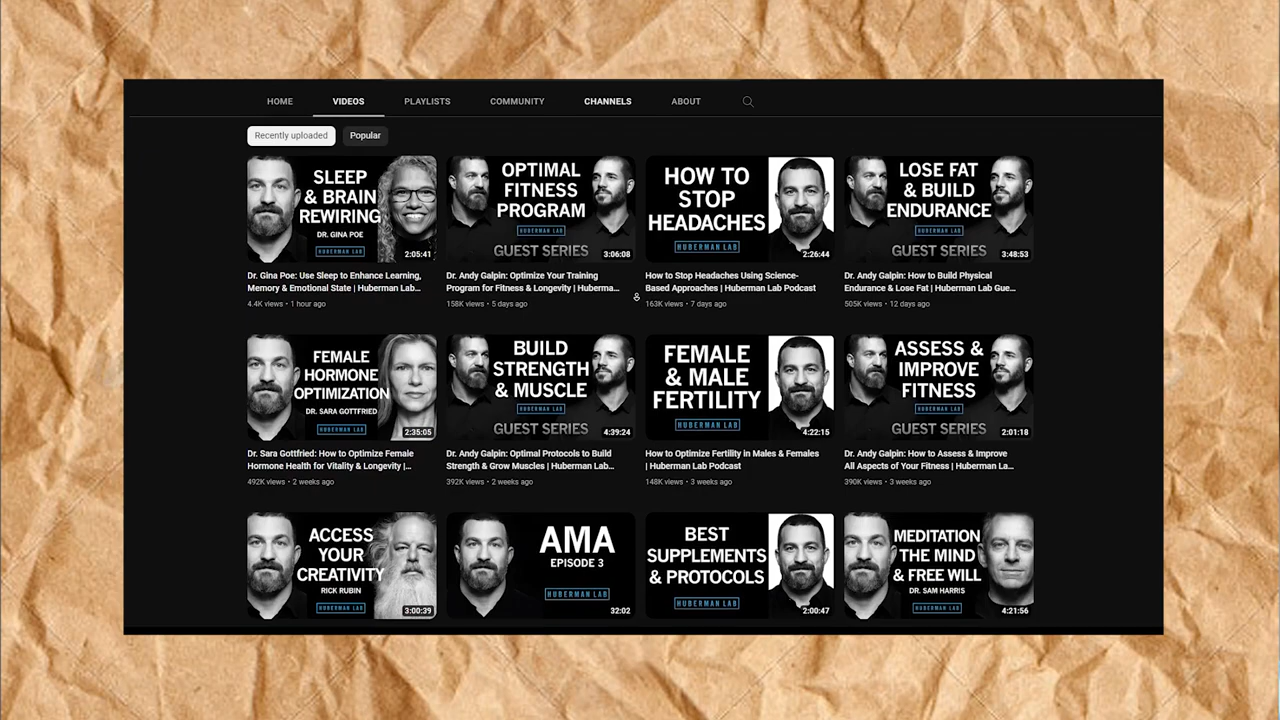 HOME VIDEOS PLAYLISTS COMMUNITY CHANNELS ABOUT
Recently uploaded Popular
SLEEP
& BRAIN
REWIRING
DR. GINA POE
HUBERMAN LAB
2:05:41
OPTIMAL
FITNESS
PROGRAM
HUBERMAN LAB
GUEST SERIES
3:06:08
HOW TO
STOP
HEADACHES
HUBERMAN LAB
2:26:44
LOSE FAT
& BUILD
ENDURANCE
HUBERMAN LAB
GUEST SERIES
3:48:53
Dr. Gina Poe: Use Sleep to Enhance Learning,
Memory & Emotional State | Huberman Lab...
4.4K views • 1 hour ago
Dr. Andy Galpin: Optimize Your Training
Program for Fitness & Longevity | Huberma...
158K views • 5 days ago
How to Stop Headaches Using Science-
Based Approaches | Huberman Lab Podcast
163K views • 7 days ago
Dr. Andy Galpin: How to Build Physical
Endurance & Lose Fat | Huberman Lab Gue...
505K views • 12 days ago
FEMALE
HORMONE
OPTIMIZATION
DR. SARA GOTTFRIED
HUBERMAN LAB
2:35:05
BUILD
STRENGTH
& MUSCLE
HUBERMAN LAB
GUEST SERIES
4:39:24
FEMALE
& MALE
FERTILITY
HUBERMAN LAB
4:22:15
ASSESS &
IMPROVE
FITNESS
HUBERMAN LAB
GUEST SERIES
2:01:18
Dr. Sara Gottfried: How to Optimize Female
Hormone Health for Vitality & Longevity |...
492K views • 2 weeks ago
Dr. Andy Galpin: Optimal Protocols to Build
Strength & Grow Muscles | Huberman Lab...
392K views • 2 weeks ago
How to Optimize Fertility in Males & Females
| Huberman Lab Podcast
148K views • 3 weeks ago
Dr. Andy Galpin: How to Assess & Improve
All Aspects of Your Fitness | Huberman La...
390K views • 3 weeks ago
ACCESS
YOUR
CREATIVITY
RICK RUBIN
HUBERMAN LAB
3:00:39
AMA
EPISODE 3
HUBERMAN LAB
32:02
BEST
SUPPLEMENTS
& PROTOCOLS
HUBERMAN LAB
2:00:47
MEDITATION,
THE MIND
& FREE WILL
DR. SAM HARRIS
HUBERMAN LAB
4:21:56